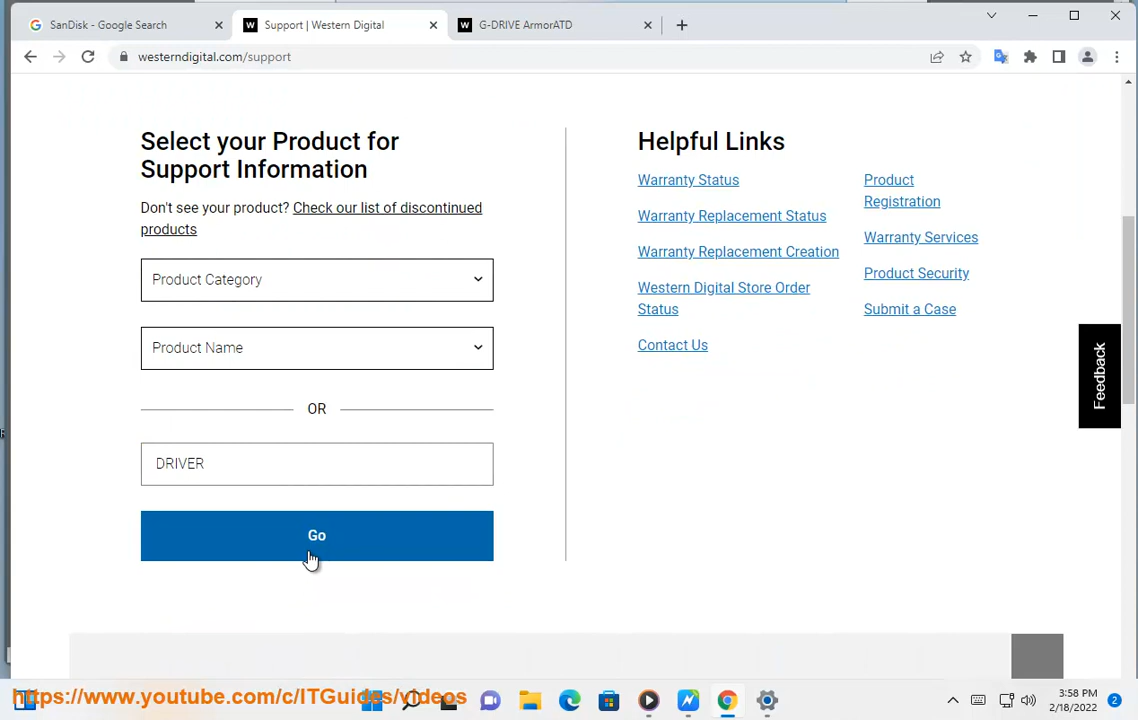 SanDisk - Google Search
Support | Western Digital
G-DRIVE ArmorATD
westerndigital.com/support
Select your Product for
Support Information
Don't see your product? Check our list of discontinued
products
Product Category
Product Name
OR
DRIVER
Go
Helpful Links
Warranty Status
Warranty Replacement Status
Warranty Replacement Creation
Western Digital Store Order
Status
Contact Us
Product
Registration
Warranty Services
Product Security
Submit a Case
Feedback
https://www.youtube.com/c/ITGuides/videos
3:58 PM
2/18/2022
2